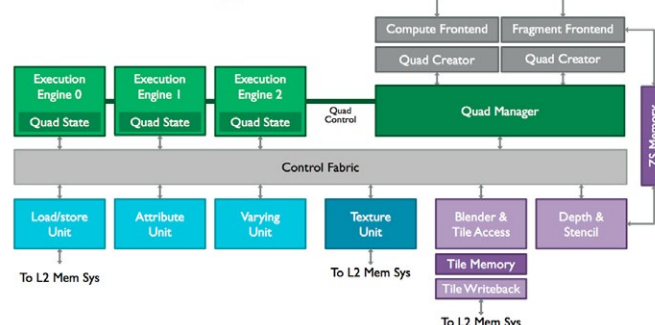 Compute Frontend
Fragment Frontend
Quad Creator
Quad Creator
Execution
Engine 0
Quad State
Execution
Engine 1
Quad State
Execution
Engine 2
Quad State
Quad
Control
Quad Manager
ZS Memory
Control Fabric
Load/store
Unit
Attribute
Unit
Varying
Unit
Texture
Unit
Blender &
Tile Access
Depth &
Stencil
To L2 Mem Sys
To L2 Mem Sys
Tile Memory
Tile Writeback
To L2 Mem Sys